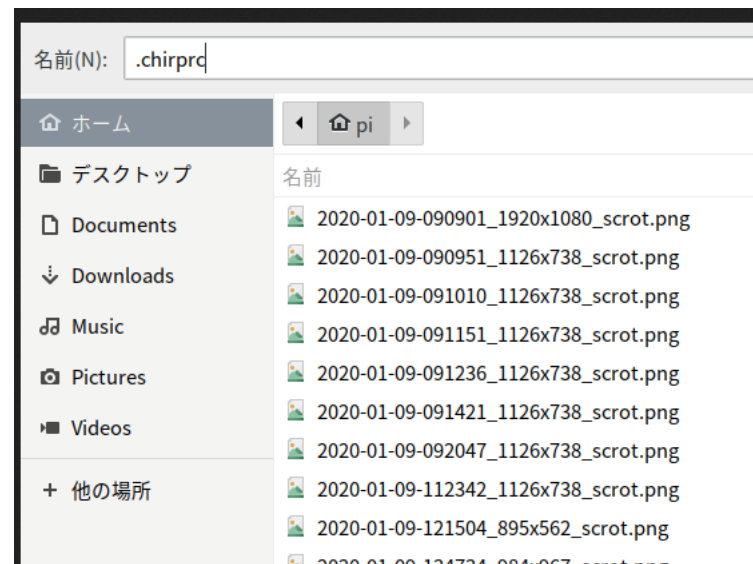 名前(N): .chirprc
ホーム
デスクトップ
Documents
Downloads
Music
Pictures
Videos
他の場所
pi
名前
2020-01-09-090901_1920x1080_scrot.png
2020-01-09-090951_1126x738_scrot.png
2020-01-09-091010_1126x738_scrot.png
2020-01-09-091151_1126x738_scrot.png
2020-01-09-091236_1126x738_scrot.png
2020-01-09-091421_1126x738_scrot.png
2020-01-09-092047_1126x738_scrot.png
2020-01-09-112342_1126x738_scrot.png
2020-01-09-121504_895x562_scrot.png